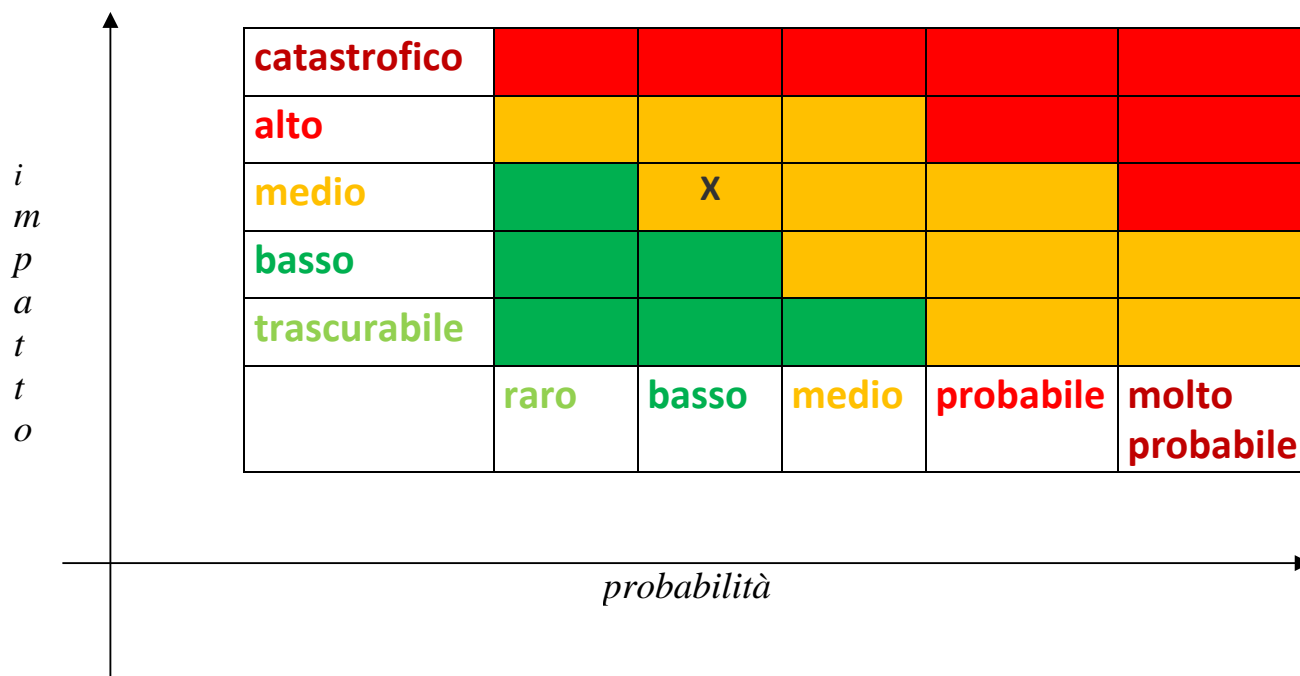 catastrofico
alto
i
m
p
a
t
t
o
medio X
basso
trascurabile
raro basso medio probabile molto
probabile
probabilità